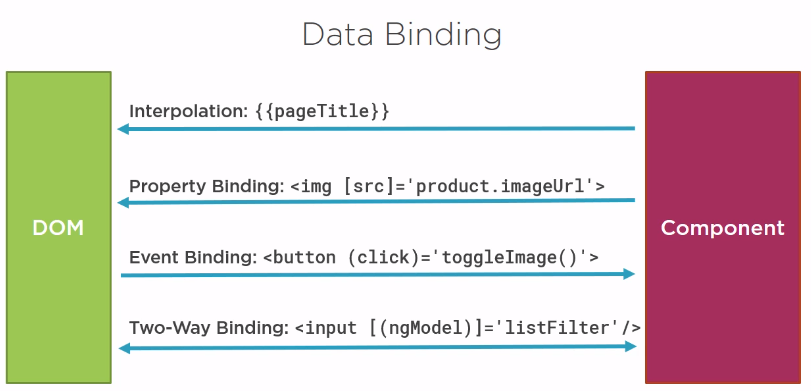 Data Binding
Interpolation: {{pageTitle}}
Property Binding: <img [src]='product.imageUrl'>
DOM
Component
Event Binding: <button (click)='toggleImage()'>
Two-Way Binding: <input [(ngModel)]='listFilter'/>